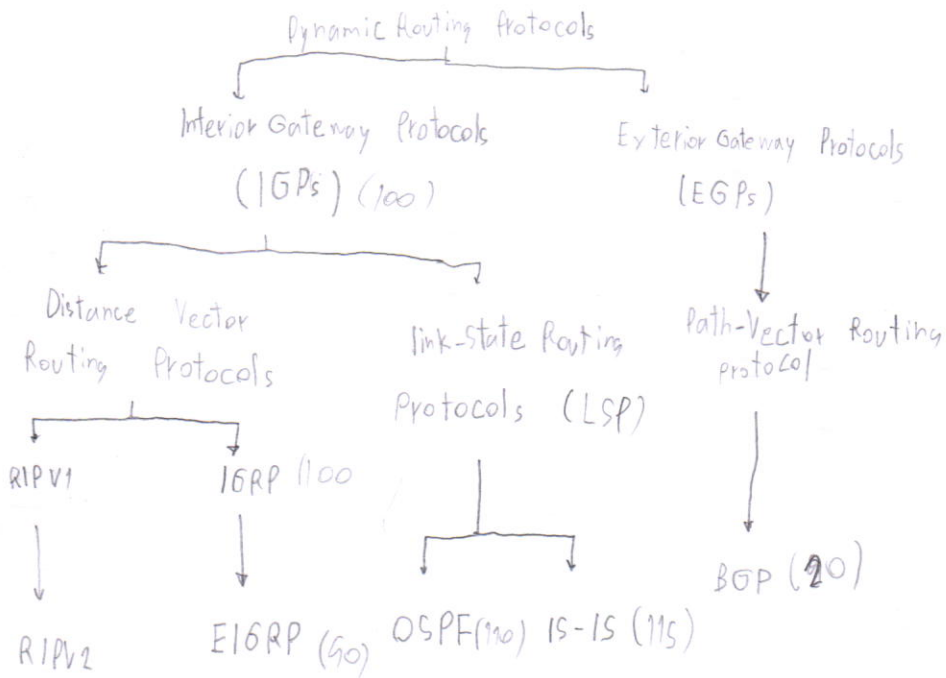 Dynamic Routing Protocols
Interior Gateway Protocols
(IGPs) (100)
Exterior Gateway Protocols
(EGPs)
Distance Vector
Routing Protocols
link-state Routing
Protocols (LSP)
Path-Vector Routing
protocol
RIPV1
IGRP (100
BGP (20)
RIPV2
EIGRP (90)
OSPF(110)
IS-IS (115)